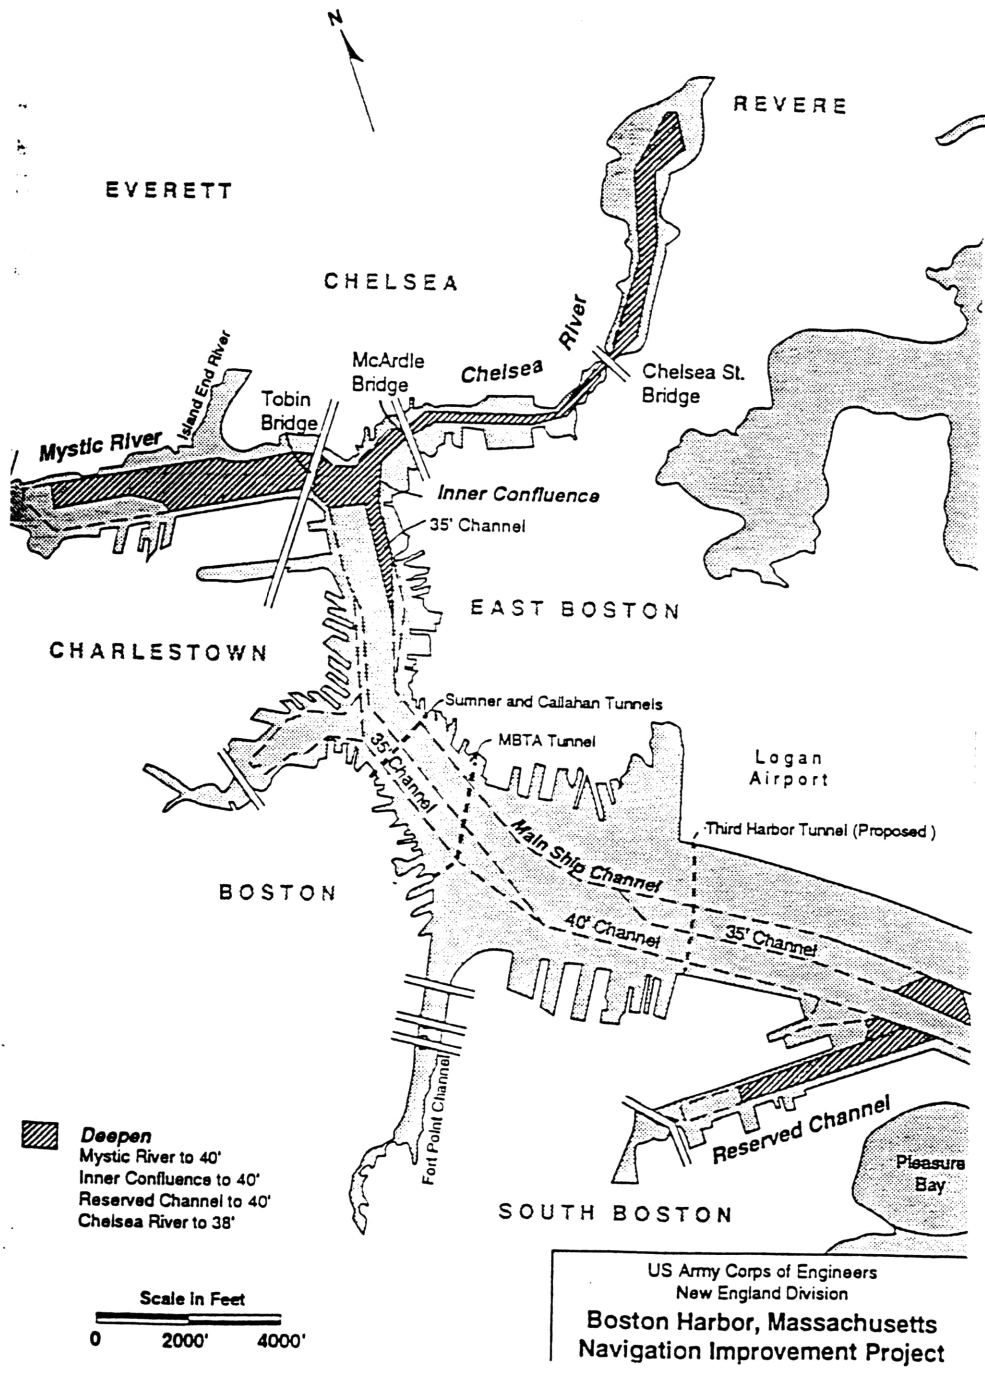 N
REVERE
EVERETT
CHELSEA
Island End River
McArdle
Bridge
Chelsea
River
Chelsea St.
Bridge
Tobin
Bridge
Mystic River
Inner Confluence
35' Channel
EAST BOSTON
CHARLESTOWN
Sumner and Callahan Tunnels
MBTA Tunnel
35' Channel
Logan
Airport
Third Harbor Tunnel (Proposed)
Main Ship Channel
BOSTON
40' Channel
35' Channel
Fort Point Channel
Reserved Channel
Pleasure
Bay
SOUTH BOSTON
Deepen
Mystic River to 40'
Inner Confluence to 40'
Reserved Channel to 40'
Chelsea River to 38'
Scale in Feet
0 2000' 4000'
US Army Corps of Engineers
New England Division
Boston Harbor, Massachusetts
Navigation Improvement Project